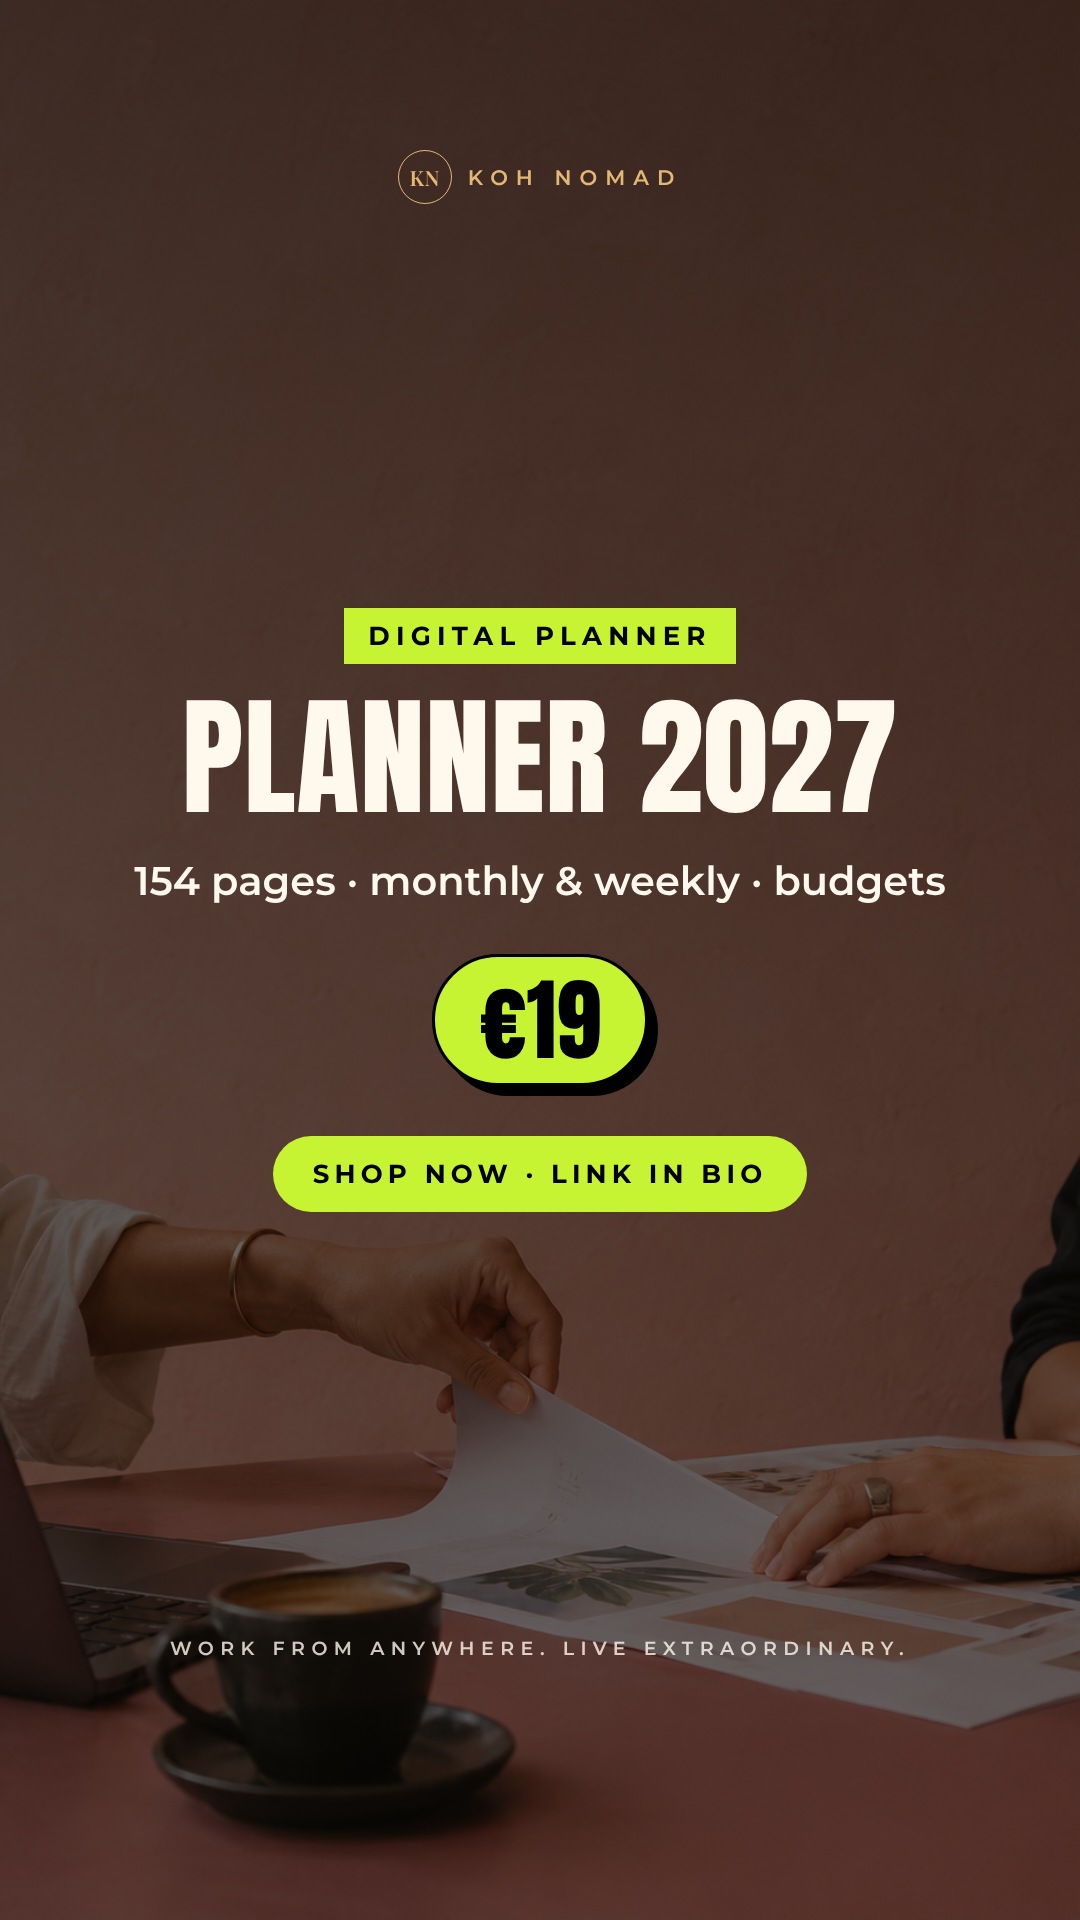 KN KOH NOMAD
DIGITAL PLANNER
PLANNER 2027
154 pages · monthly & weekly · budgets
€19
SHOP NOW · LINK IN BIO
WORK FROM ANYWHERE. LIVE EXTRAORDINARY.